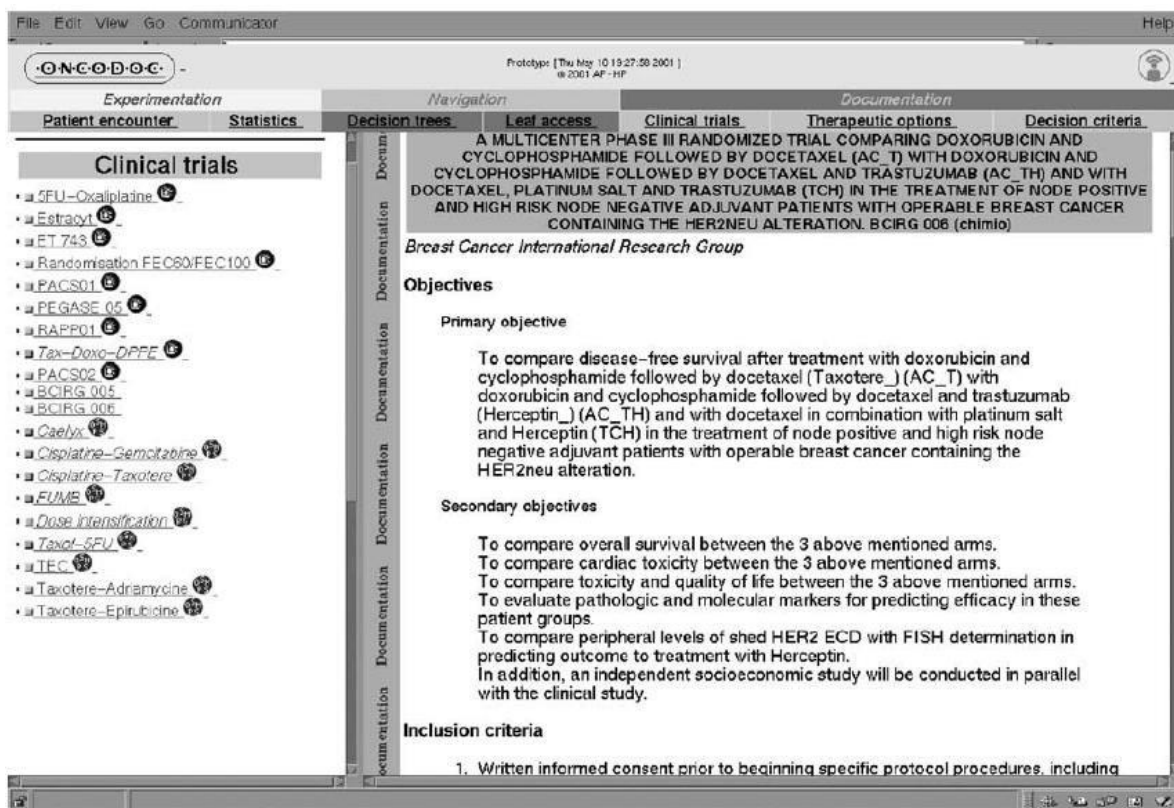 File Edit View Go Communicator Help
·O·N·C·O·D·O·C·
Prototype [ Thu May 10 19:27:58 2001 ]
© 2001 AP-HP
Experimentation Navigation Documentation
Patient encounter Statistics Decision trees Leaf access Clinical trials Therapeutic options Decision criteria
Clinical trials
5FU-Oxaliplatine
Estracyt
ET 743
Randomisation FEC60/FEC100
PACS01
PEGASE 05
RAPP01
Tax-Doxo-DPPE
PACS02
BCIRG 005
BCIRG 006
Caelyx
Cisplatine-Gemcitabine
Cisplatine-Taxotere
FUMB
Dose intensification
Taxol-5FU
TEC
Taxotere-Adriamycine
Taxotere-Epirubicine
Documentation
Documentation
Documentation
Documentation
Documentation
A MULTICENTER PHASE III RANDOMIZED TRIAL COMPARING DOXORUBICIN AND
CYCLOPHOSPHAMIDE FOLLOWED BY DOCETAXEL (AC_T) WITH DOXORUBICIN AND
CYCLOPHOSPHAMIDE FOLLOWED BY DOCETAXEL AND TRASTUZUMAB (AC_TH) AND WITH
DOCETAXEL, PLATINUM SALT AND TRASTUZUMAB (TCH) IN THE TREATMENT OF NODE POSITIVE
AND HIGH RISK NODE NEGATIVE ADJUVANT PATIENTS WITH OPERABLE BREAST CANCER
CONTAINING THE HER2NEU ALTERATION. BCIRG 006 (chimio)
Breast Cancer International Research Group
Objectives
Primary objective
To compare disease-free survival after treatment with doxorubicin and
cyclophosphamide followed by docetaxel (Taxotere_) (AC_T) with
doxorubicin and cyclophosphamide followed by docetaxel and trastuzumab
(Herceptin_) (AC_TH) and with docetaxel in combination with platinum salt
and Herceptin (TCH) in the treatment of node positive and high risk node
negative adjuvant patients with operable breast cancer containing the
HER2neu alteration.
Secondary objectives
To compare overall survival between the 3 above mentioned arms.
To compare cardiac toxicity between the 3 above mentioned arms.
To compare toxicity and quality of life between the 3 above mentioned arms.
To evaluate pathologic and molecular markers for predicting efficacy in these
patient groups.
To compare peripheral levels of shed HER2 ECD with FISH determination in
predicting outcome to treatment with Herceptin.
In addition, an independent socioeconomic study will be conducted in parallel
with the clinical study.
Inclusion criteria
1. Written informed consent prior to beginning specific protocol procedures, including